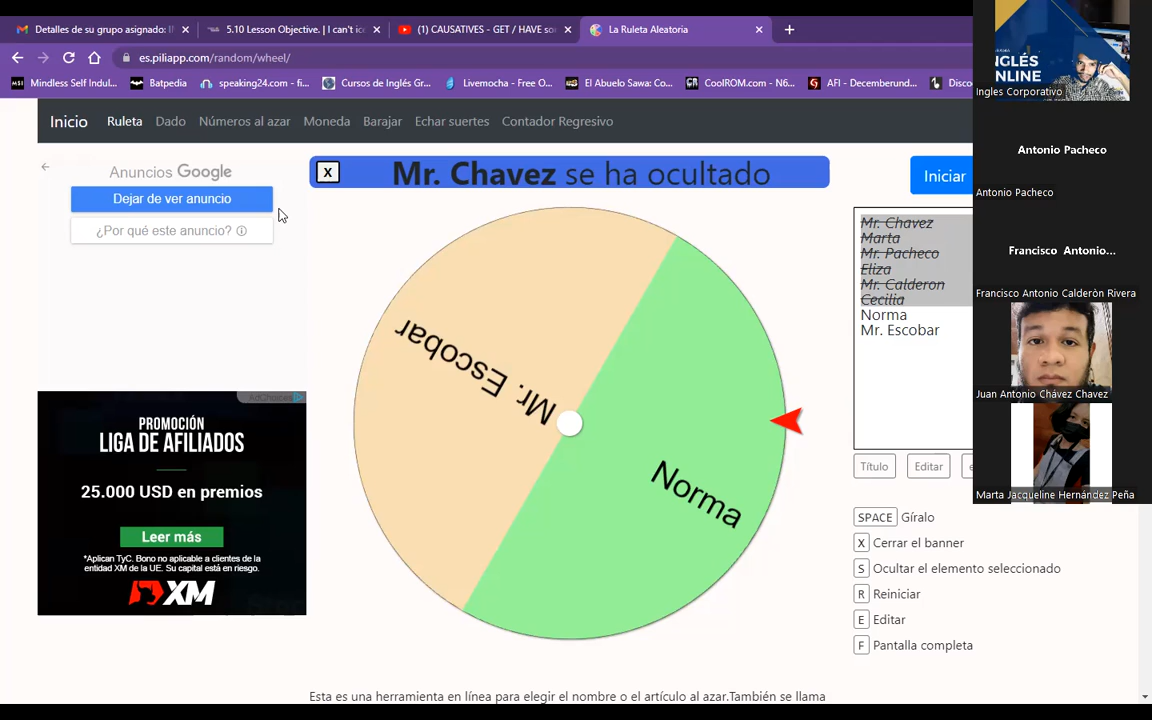 Detalles de su grupo asignado: I
5.10 Lesson Objective. | I can't ic
(1) CAUSATIVES - GET / HAVE so
La Ruleta Aleatoria
es.piliapp.com/random/wheel/
Mindless Self Indul...
Batpedia
speaking24.com - fi...
Cursos de Inglés Gr...
Livemocha - Free O...
El Abuelo Sawa: Co...
CoolROM.com - N6...
AFI - Decemberund...
Disco
Inicio
Ruleta
Dado
Números al azar
Moneda
Barajar
Echar suertes
Contador Regresivo
Anuncios Google
Dejar de ver anuncio
¿Por qué este anuncio?
X
Mr. Chavez se ha ocultado
Iniciar
Mr. Chavez
Marta
Mr. Pacheco
Eliza
Mr. Calderon
Cecilia
Norma
Mr. Escobar
Mr. Escobar
Norma
Título
Editar
e
SPACE Gíralo
X Cerrar el banner
S Ocultar el elemento seleccionado
R Reiniciar
E Editar
F Pantalla completa
AdChoices
PROMOCIÓN
LIGA DE AFILIADOS
25.000 USD en premios
Leer más
*Aplican TyC. Bono no aplicable a clientes de la
entidad XM de la UE. Su capital está en riesgo.
XM
Esta es una herramienta en línea para elegir el nombre o el artículo al azar.También se llama
NGLÉS
NLINE
Ingles Corporativo
Antonio Pacheco
Antonio Pacheco
Francisco Antonio...
Francisco Antonio Calderòn Rivera
Juan Antonio Chávez Chavez
Marta Jacqueline Hernández Peña